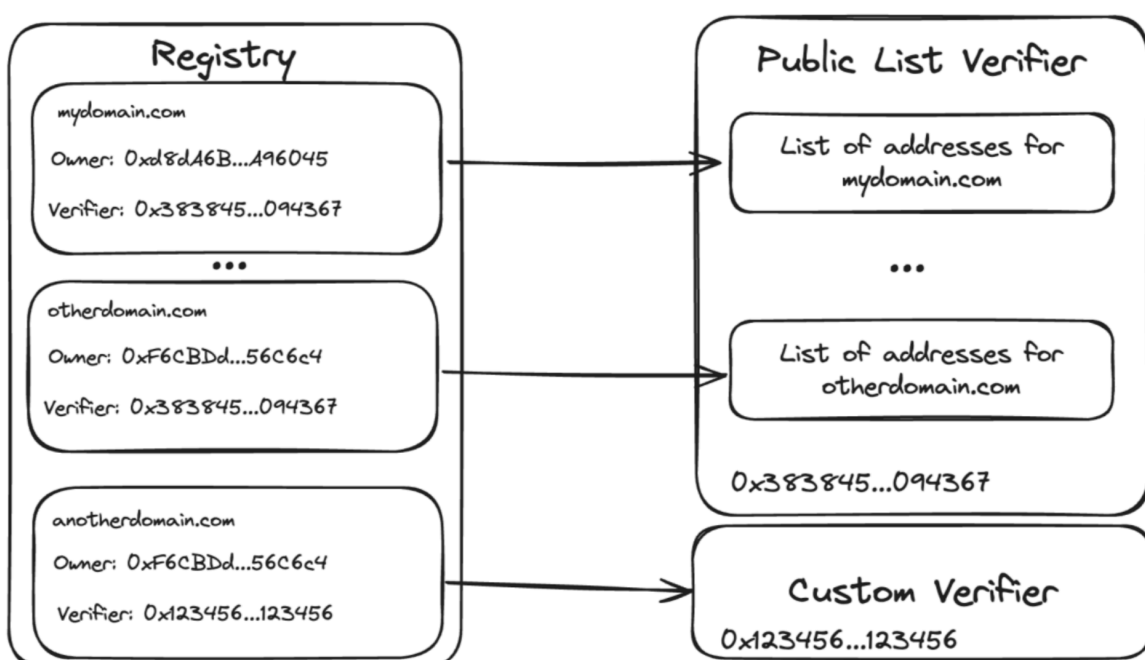 Registry
mydomain.com
Owner: 0xd8dA6B...A96045
Verifier: 0x383845...094367
...
otherdomain.com
Owner: 0xF6CBDd...56C6c4
Verifier: 0x383845...094367
anotherdomain.com
Owner: 0xF6CBDd...56C6c4
Verifier: 0x123456...123456
Public List Verifier
List of addresses for
mydomain.com
...
List of addresses for
otherdomain.com
0x383845...094367
Custom Verifier
0x123456...123456